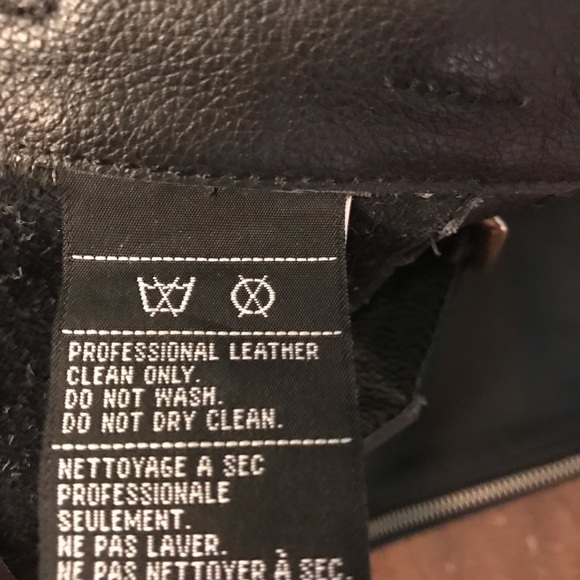 PROFESSIONAL LEATHER
CLEAN ONLY.
DO NOT WASH.
DO NOT DRY CLEAN.
NETTOYAGE A SEC
PROFESSIONALE
SEULEMENT.
NE PAS LAVER.
NE PAS NETTOYER À SEC.